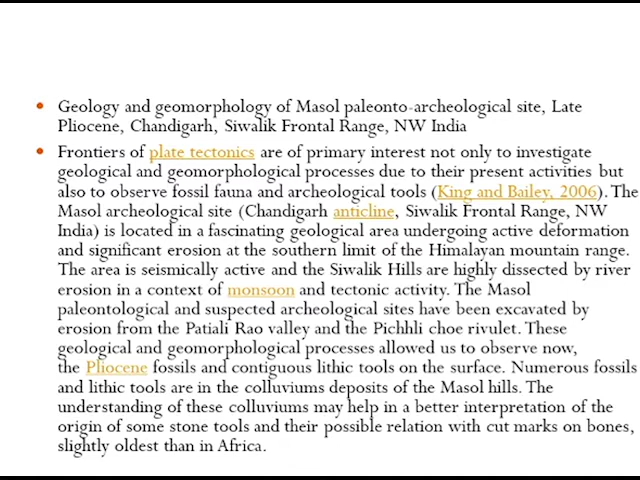 Geology and geomorphology of Masol paleonto-archeological site, Late
Pliocene, Chandigarh, Siwalik Frontal Range, NW India
Frontiers of plate tectonics are of primary interest not only to investigate
geological and geomorphological processes due to their present activities but
also to observe fossil fauna and archeological tools (King and Bailey, 2006). The
Masol archeological site (Chandigarh anticline, Siwalik Frontal Range, NW
India) is located in a fascinating geological area undergoing active deformation
and significant erosion at the southern limit of the Himalayan mountain range.
The area is seismically active and the Siwalik Hills are highly dissected by river
erosion in a context of monsoon and tectonic activity. The Masol
paleontological and suspected archeological sites have been excavated by
erosion from the Patiali Rao valley and the Pichhli choe rivulet. These
geological and geomorphological processes allowed us to observe now,
the Pliocene fossils and contiguous lithic tools on the surface. Numerous fossils
and lithic tools are in the colluviums deposits of the Masol hills. The
understanding of these colluviums may help in a better interpretation of the
origin of some stone tools and their possible relation with cut marks on bones,
slightly oldest than in Africa.